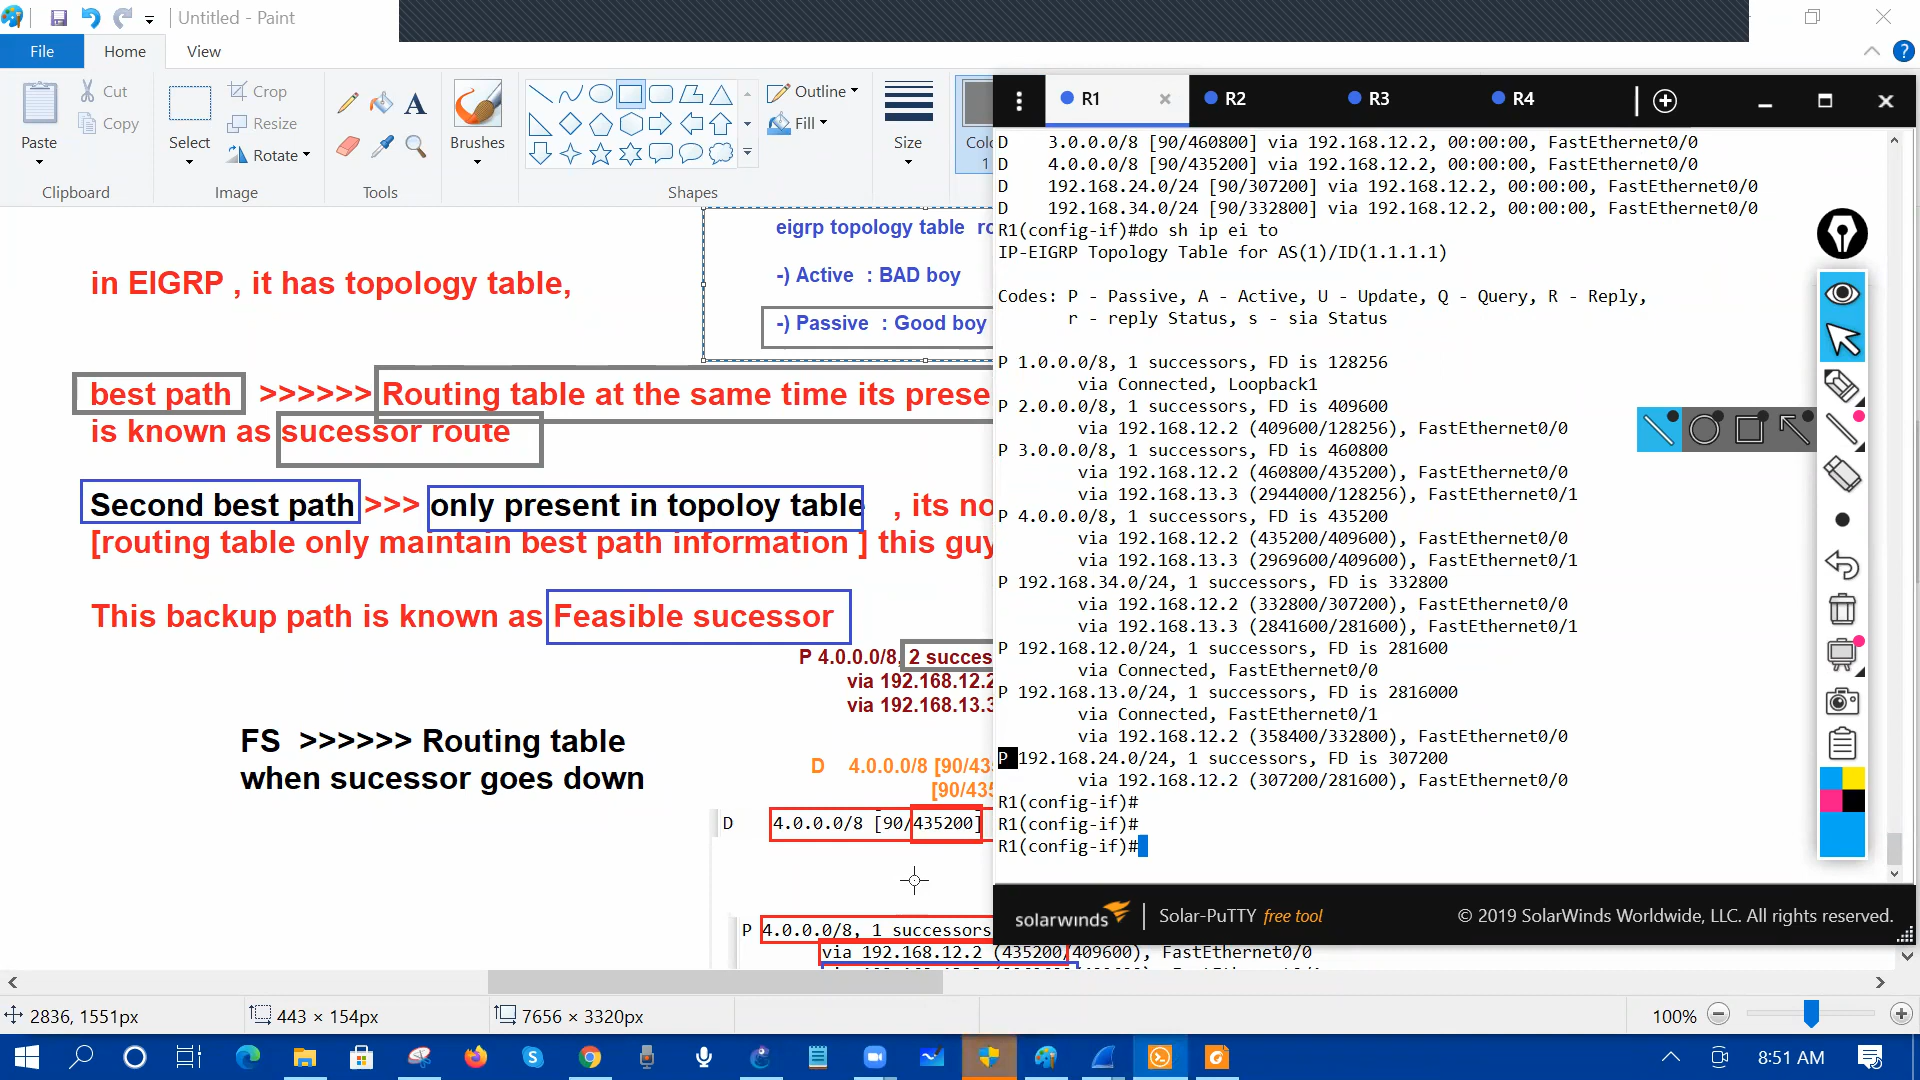 Untitled - Paint
File
Home
View
Paste
Cut
Copy
Clipboard
Select
Crop
Resize
Rotate
Image
Tools
Brushes
Shapes
Outline
Fill
Size
1
in EIGRP , it has topology table,
eigrp topology table
-) Active : BAD boy
-) Passive : Good boy
best path >>>>>> Routing table at the same time its prese
is known as sucessor route
Second best path >>> only present in topoloy table , its no
[routing table only maintain best path information ] this guy
This backup path is known as Feasible sucessor
P 4.0.0.0/8, 2 succes
via 192.168.12.2
via 192.168.13.3
FS >>>>>> Routing table
when sucessor goes down
D 4.0.0.0/8 [90/43
[90/435
D 4.0.0.0/8 [90/435200]
P 4.0.0.0/8, 1 successors
via 192.168.12.2 (435200/409600), FastEthernet0/0
R1
R2
R3
R4
D 3.0.0.0/8 [90/460800] via 192.168.12.2, 00:00:00, FastEthernet0/0
D 4.0.0.0/8 [90/435200] via 192.168.12.2, 00:00:00, FastEthernet0/0
D 192.168.24.0/24 [90/307200] via 192.168.12.2, 00:00:00, FastEthernet0/0
D 192.168.34.0/24 [90/332800] via 192.168.12.2, 00:00:00, FastEthernet0/0
R1(config-if)#do sh ip ei to
IP-EIGRP Topology Table for AS(1)/ID(1.1.1.1)
Codes: P - Passive, A - Active, U - Update, Q - Query, R - Reply,
r - reply Status, s - sia Status
P 1.0.0.0/8, 1 successors, FD is 128256
via Connected, Loopback1
P 2.0.0.0/8, 1 successors, FD is 409600
via 192.168.12.2 (409600/128256), FastEthernet0/0
P 3.0.0.0/8, 1 successors, FD is 460800
via 192.168.12.2 (460800/435200), FastEthernet0/0
via 192.168.13.3 (2944000/128256), FastEthernet0/1
P 4.0.0.0/8, 1 successors, FD is 435200
via 192.168.12.2 (435200/409600), FastEthernet0/0
via 192.168.13.3 (2969600/409600), FastEthernet0/1
P 192.168.34.0/24, 1 successors, FD is 332800
via 192.168.12.2 (332800/307200), FastEthernet0/0
via 192.168.13.3 (2841600/281600), FastEthernet0/1
P 192.168.12.0/24, 1 successors, FD is 281600
via Connected, FastEthernet0/0
P 192.168.13.0/24, 1 successors, FD is 2816000
via Connected, FastEthernet0/1
via 192.168.12.2 (358400/332800), FastEthernet0/0
P 192.168.24.0/24, 1 successors, FD is 307200
via 192.168.12.2 (307200/281600), FastEthernet0/0
R1(config-if)#
R1(config-if)#
R1(config-if)#
solarwinds
Solar-PuTTY free tool
© 2019 SolarWinds Worldwide, LLC. All rights reserved.
2836, 1551px
443 × 154px
7656 × 3320px
100%
8:51 AM